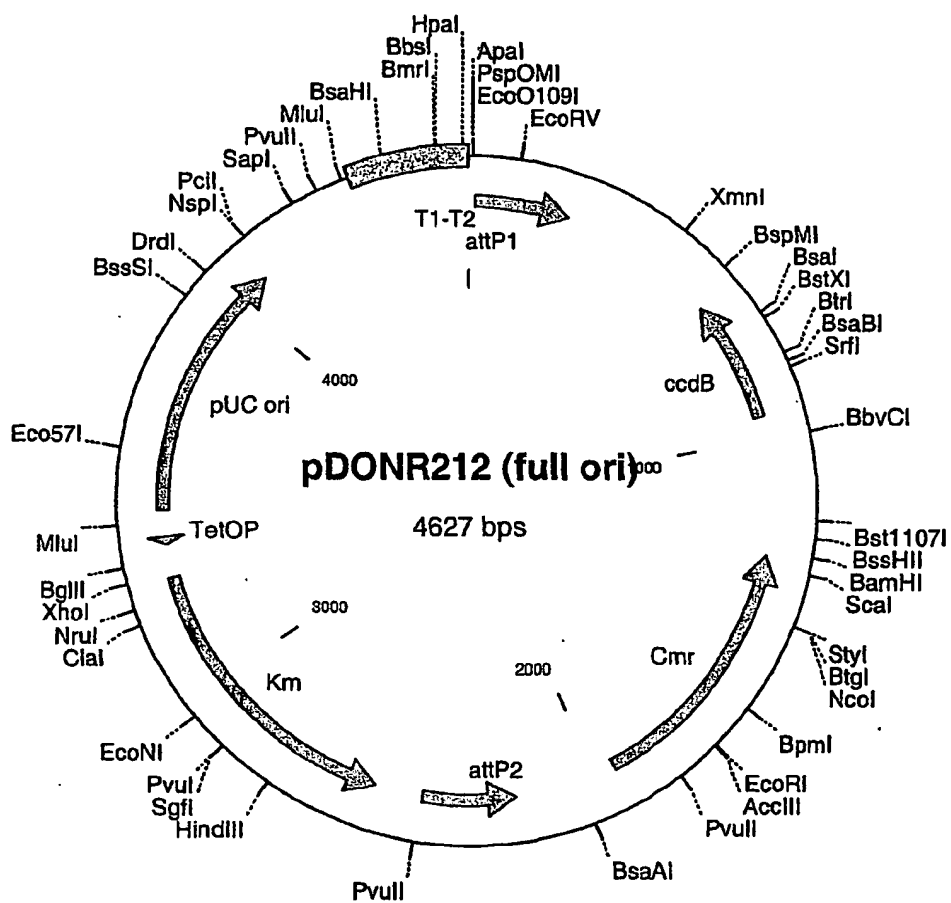 HpaI
BbsI
BmrI
ApaI
PspOMI
EcoO109I
BsaHI
EcoRV
MluI
PvuII
SapI
PciI
NspI
XmnI
T1-T2
attP1
DrdI
BspMI
BssSI
BsaI
BstXI
BtrI
BsaBI
SrfI
4000
ccdB
pUC ori
BbvCI
Eco57I
pDONR212 (full ori)
4627 bps
MluI
TetOP
Bst1107I
BssHII
BamHI
ScaI
BglII
XhoI
NruI
ClaI
3000
StyI
BtgI
NcoI
Cmr
2000
Km
BpmI
EcoNI
PvuI
SgfI
HindIII
attP2
EcoRI
AccIII
PvuII
BsaAI
PvuII